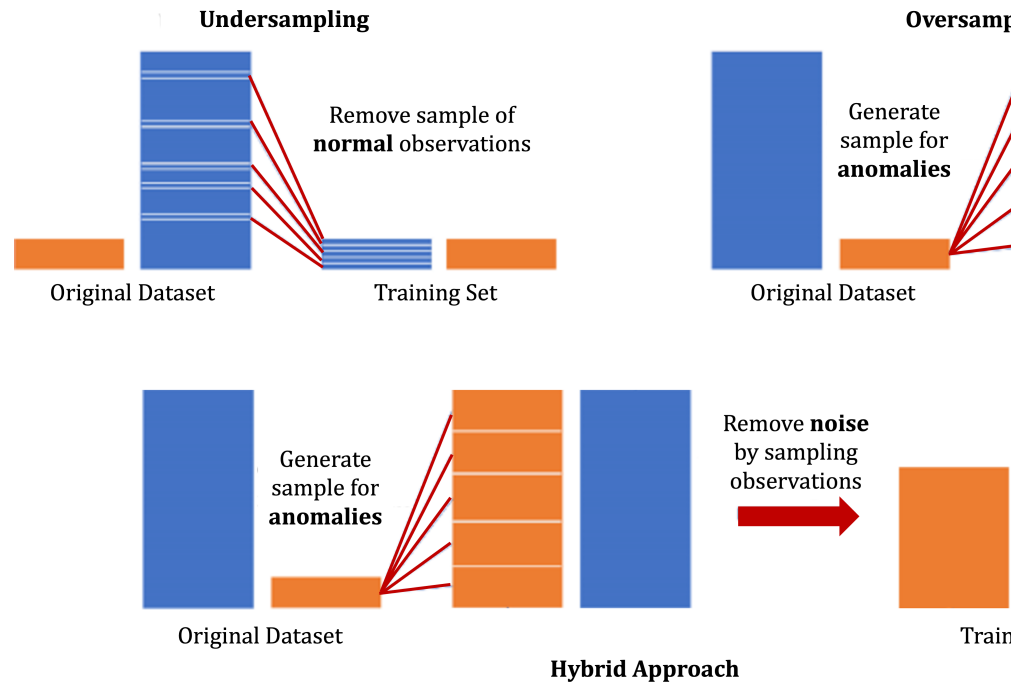 Undersampling
Oversamp
Remove sample of
normal observations
Generate
sample for
anomalies
Original Dataset
Training Set
Original Dataset
Generate
sample for
anomalies
Remove noise
by sampling
observations
Original Dataset
Train
Hybrid Approach